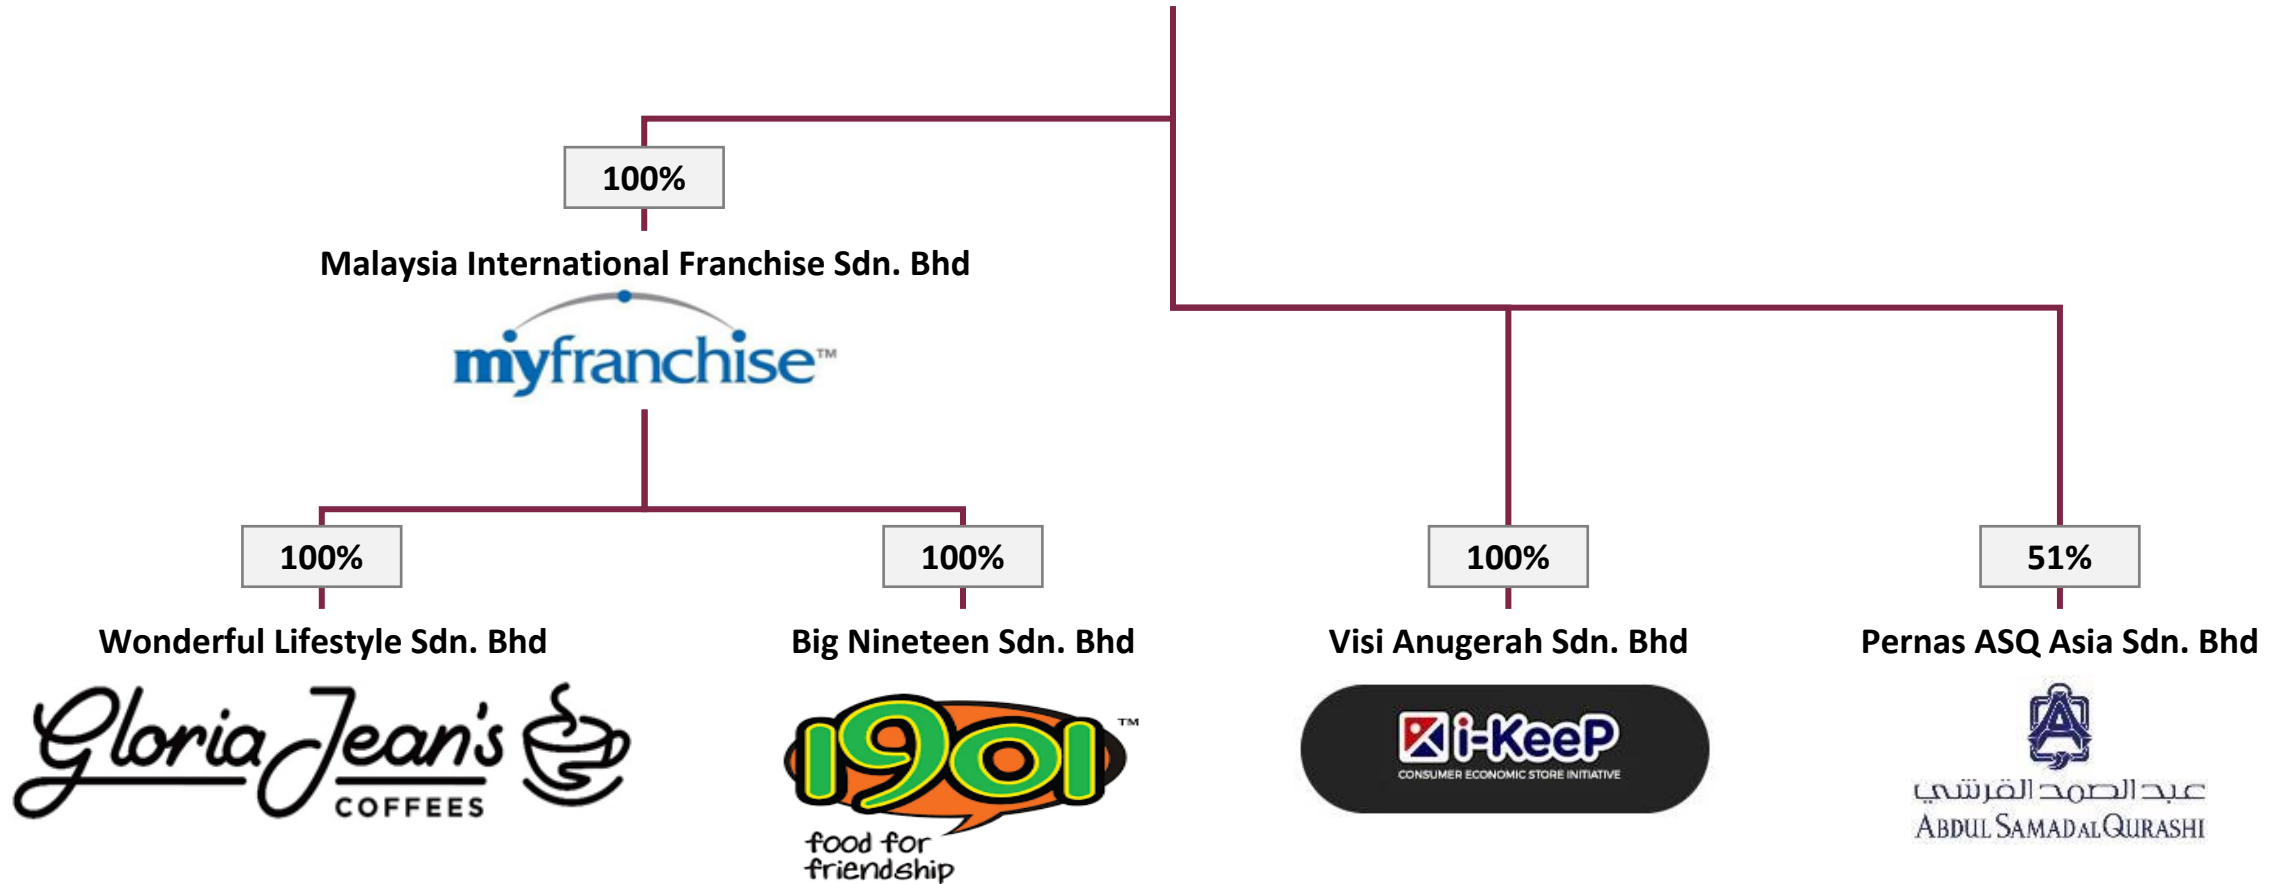 100%
Malaysia International Franchise Sdn. Bhd
myfranchise™
100%
100%
100%
51%
Wonderful Lifestyle Sdn. Bhd
Big Nineteen Sdn. Bhd
Visi Anugerah Sdn. Bhd
Pernas ASQ Asia Sdn. Bhd
Gloria Jean's
COFFEES
1901™
food for
friendship
i-KeeP
CONSUMER ECONOMIC STORE INITIATIVE
A
عبد الصمد القرشي
ABDUL SAMAD AL QURASHI